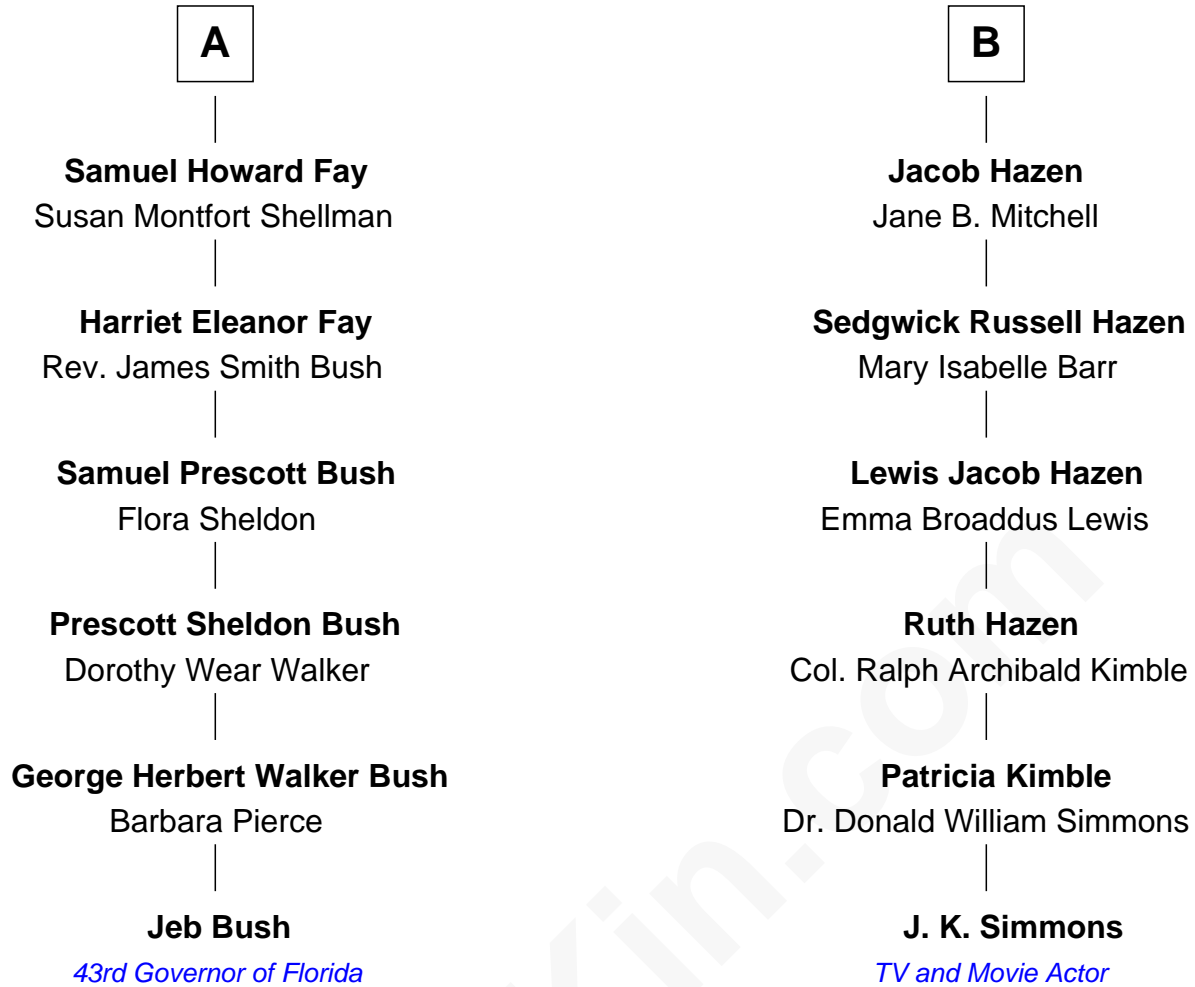 A
Samuel Howard Fay
Susan Montfort Shellman
Harriet Eleanor Fay
Rev. James Smith Bush
Samuel Prescott Bush
Flora Sheldon
Prescott Sheldon Bush
Dorothy Wear Walker
George Herbert Walker Bush
Barbara Pierce
Jeb Bush
43rd Governor of Florida
B
Jacob Hazen
Jane B. Mitchell
Sedgwick Russell Hazen
Mary Isabelle Barr
Lewis Jacob Hazen
Emma Broaddus Lewis
Ruth Hazen
Col. Ralph Archibald Kimble
Patricia Kimble
Dr. Donald William Simmons
J. K. Simmons
TV and Movie Actor
Kin.com